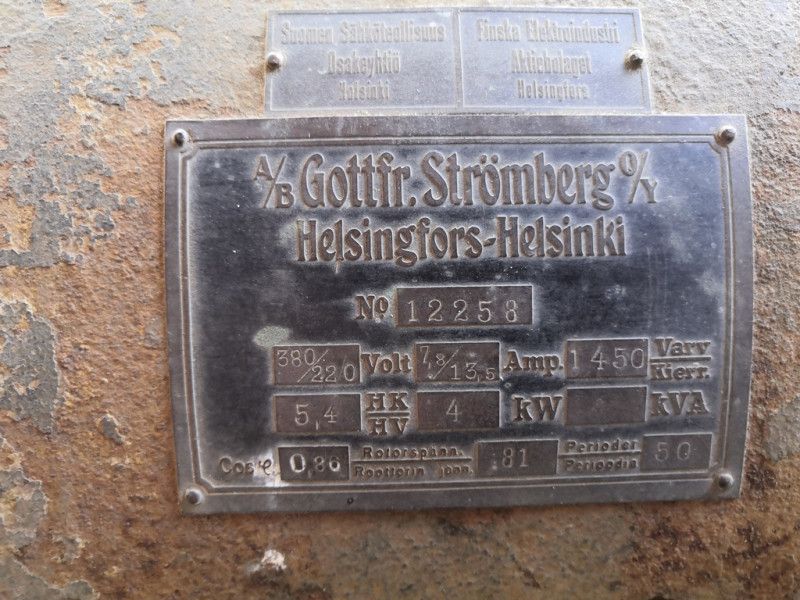 Suomen Sähköteollisuus
Osakeyhtiö
Helsinki
Finska Elektroindustri
Aktiebolaget
Helsingfors
A/B Gottfr. Strömberg O/Y
Helsingfors-Helsinki
No 12258
380/220 Volt 7,8/13,5 Amp. 1450 Varv/Kierr.
5,4 HK/HV 4 kW kVA
Cosφ. 0,86 Rotorspänn. 81 Perioder 50
Roottorin jänn. Perioodia